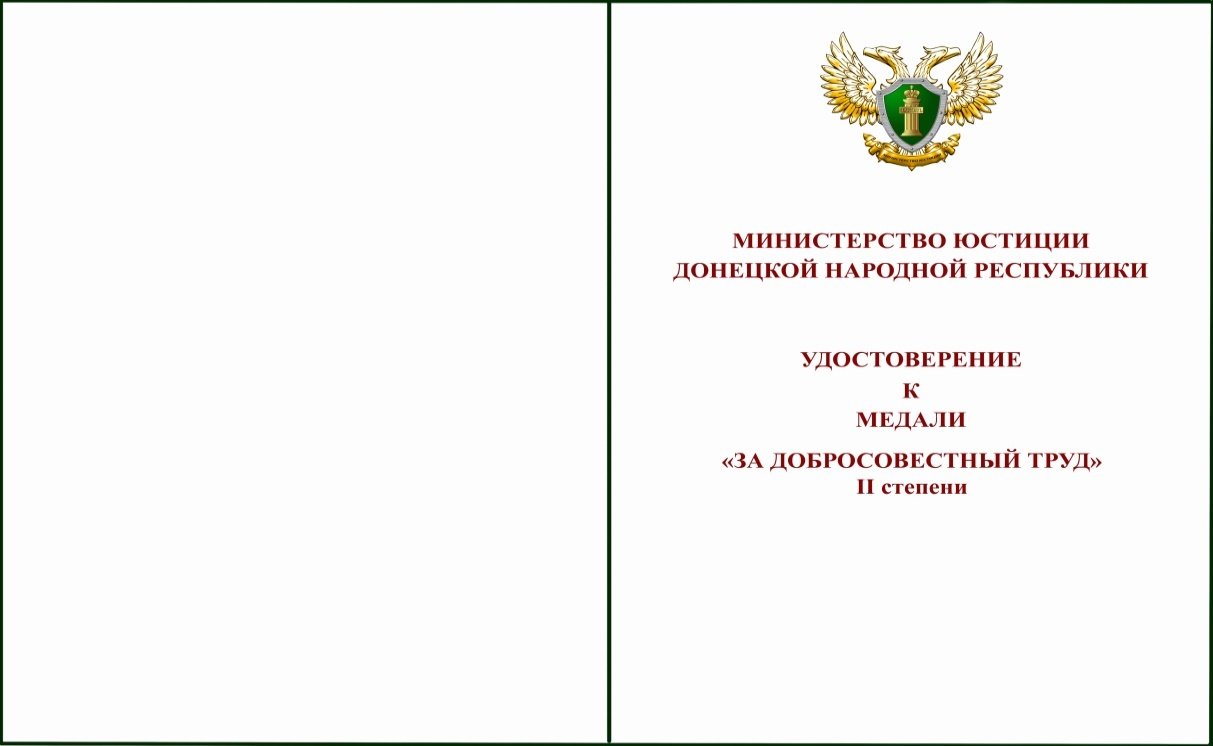 МИНИСТЕРСТВО ЮСТИЦИИ
ДОНЕЦКОЙ НАРОДНОЙ РЕСПУБЛИКИ
УДОСТОВЕРЕНИЕ
К
МЕДАЛИ
«ЗА ДОБРОСОВЕСТНЫЙ ТРУД»
II степени